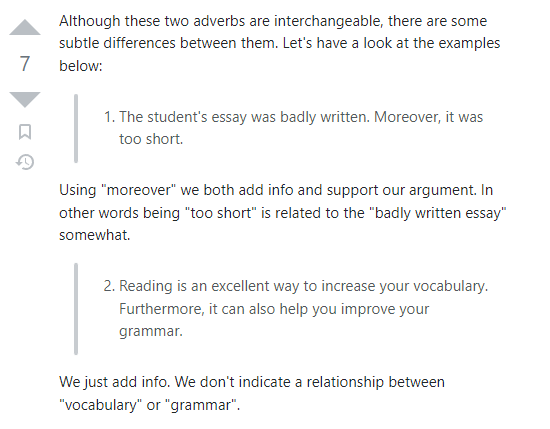 Although these two adverbs are interchangeable, there are some
subtle differences between them. Let's have a look at the examples
below:
7
1. The student's essay was badly written. Moreover, it was
too short.
Using "moreover" we both add info and support our argument. In
other words being "too short" is related to the "badly written essay"
somewhat.
2. Reading is an excellent way to increase your vocabulary.
Furthermore, it can also help you improve your
grammar.
We just add info. We don't indicate a relationship between
"vocabulary" or "grammar".